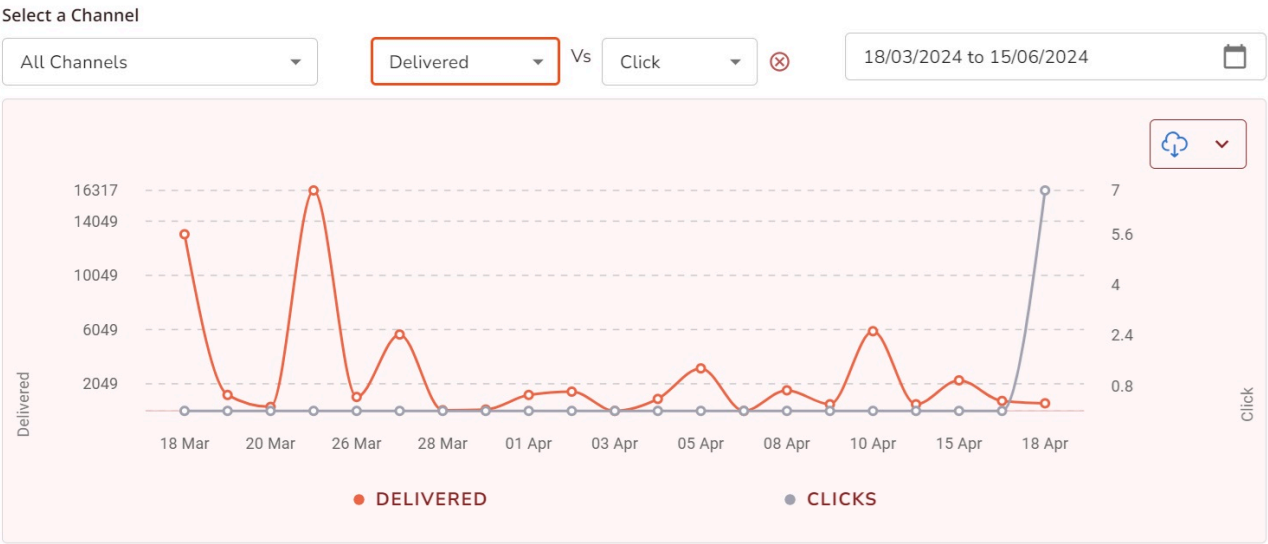 Select a Channel
All Channels
Delivered
Vs
Click
18/03/2024 to 15/06/2024
16317
14049
10049
6049
2049
Delivered
7
5.6
4
2.4
0.8
Click
18 Mar 20 Mar 26 Mar 28 Mar 01 Apr 03 Apr 05 Apr 08 Apr 10 Apr 15 Apr 18 Apr
DELIVERED
CLICKS